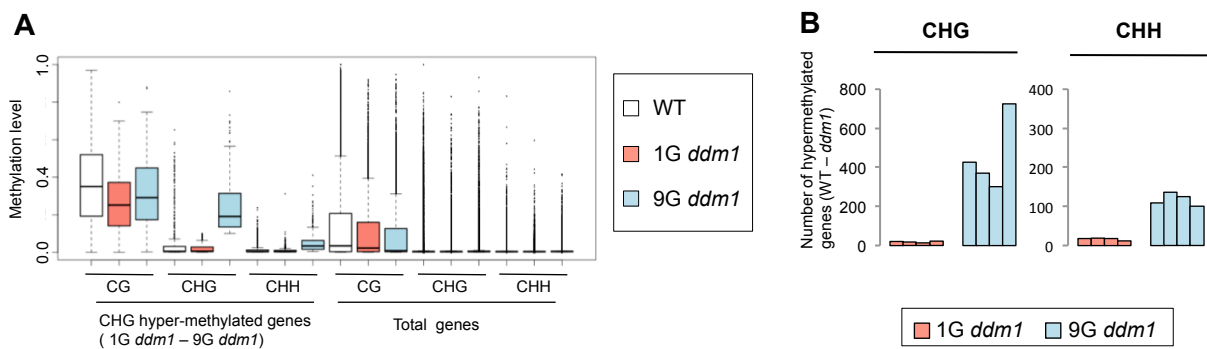 A
Methylation level
1.0
0.4
0.0
CG
CHG
CHH
CG
CHG
CHH
CHG hyper-methylated genes
( 1G ddm1 – 9G ddm1)
Total genes
WT
1G ddm1
9G ddm1
B
CHG
CHH
Number of hypermethylated
genes (WT – ddm1)
800
600
400
200
0
400
300
200
100
0
1G ddm1
9G ddm1